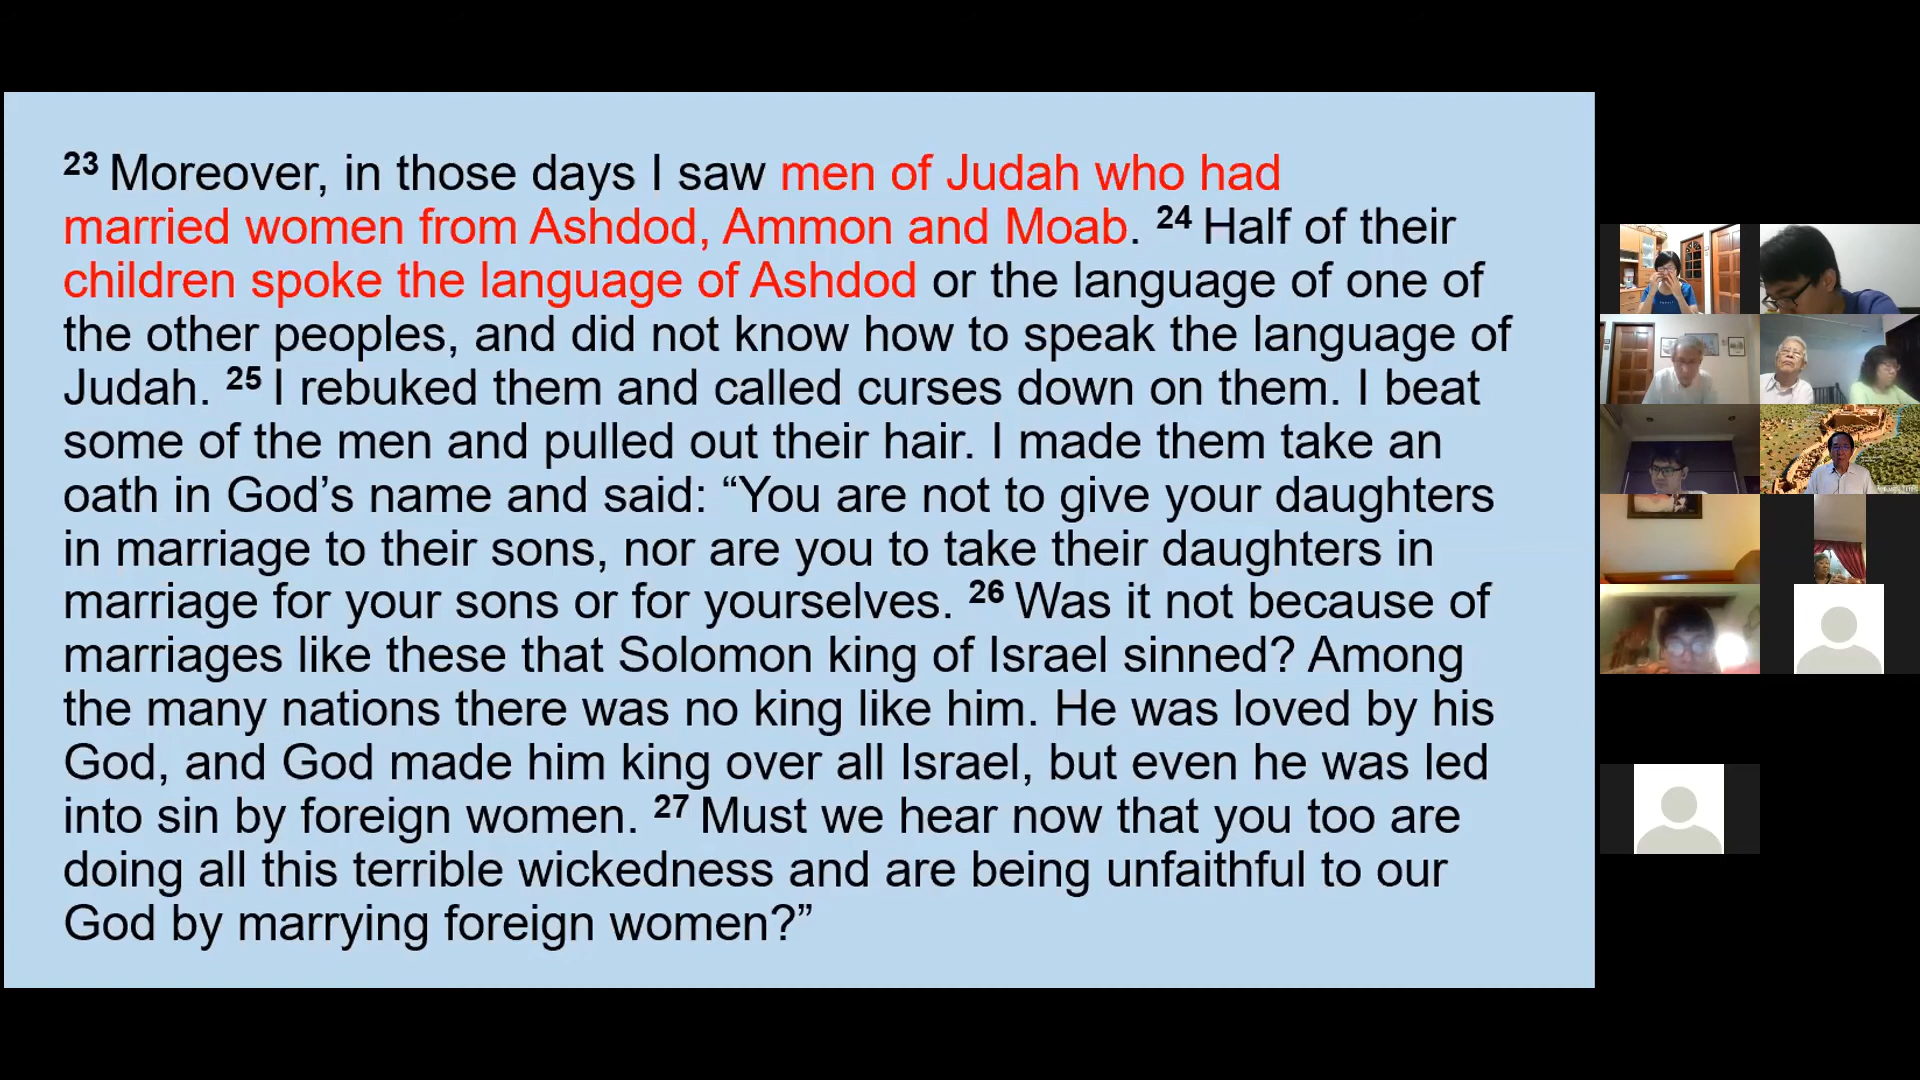 23 Moreover, in those days I saw men of Judah who had
married women from Ashdod, Ammon and Moab. 24 Half of their
children spoke the language of Ashdod or the language of one of
the other peoples, and did not know how to speak the language of
Judah. 25 I rebuked them and called curses down on them. I beat
some of the men and pulled out their hair. I made them take an
oath in God’s name and said: “You are not to give your daughters
in marriage to their sons, nor are you to take their daughters in
marriage for your sons or for yourselves. 26 Was it not because of
marriages like these that Solomon king of Israel sinned? Among
the many nations there was no king like him. He was loved by his
God, and God made him king over all Israel, but even he was led
into sin by foreign women. 27 Must we hear now that you too are
doing all this terrible wickedness and are being unfaithful to our
God by marrying foreign women?”